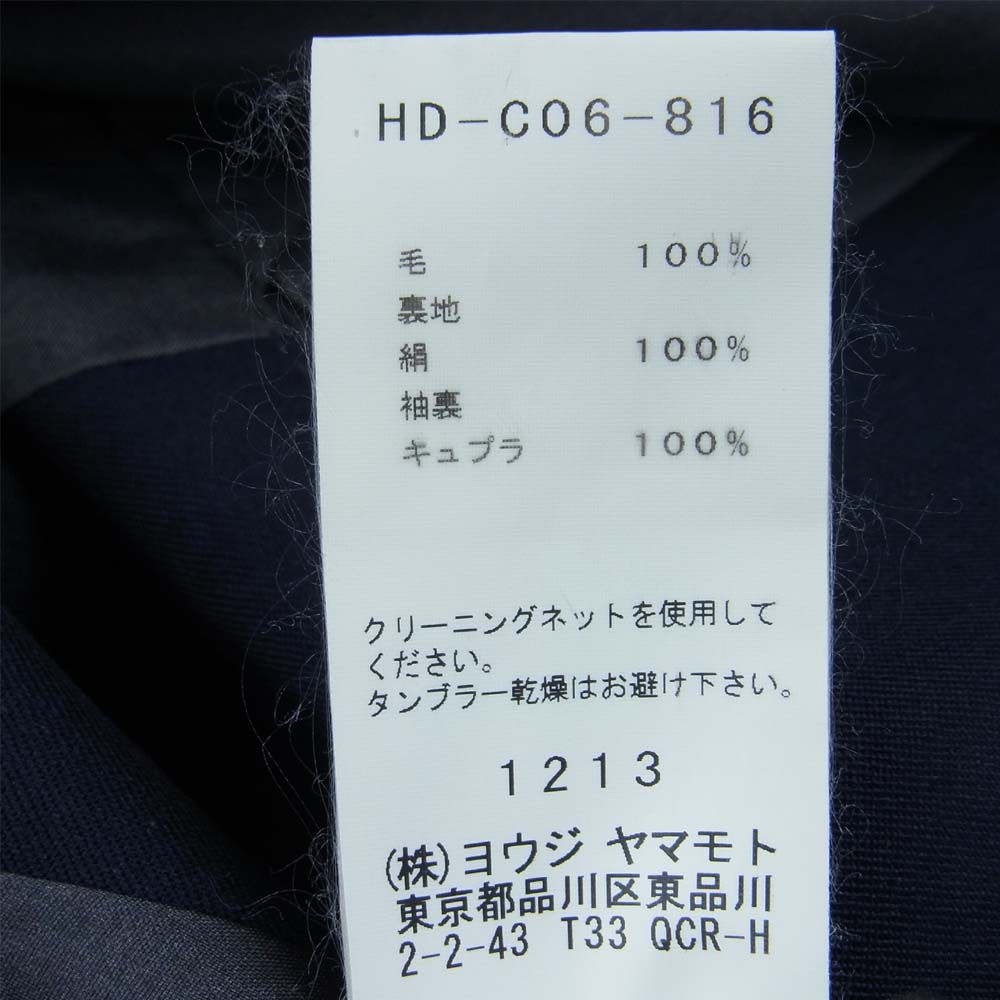 HD-C06-816
毛 100%
裏地
絹 100%
袖裏
キュプラ 100%
クリーニングネットを使用して
ください。
タンブラー乾燥はお避け下さい。
1213
(株)ヨウジ ヤマモト
東京都品川区東品川
2-2-43 T33 QCR-H